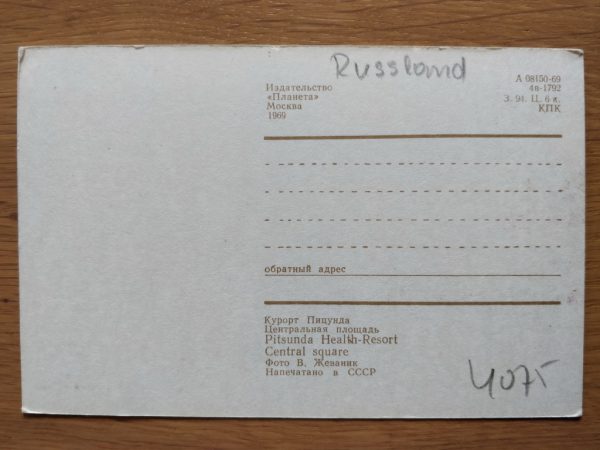 Russland
Издательство
«Планета»
Москва
1969
А 08150-69
4в-1792
З. 91. Ц. 6 к.
КПК
обратный адрес
Курорт Пицунда
Центральная площадь
Pitsunda Health-Resort
Central square
Фото В. Жеваник
Напечатано в СССР
4075